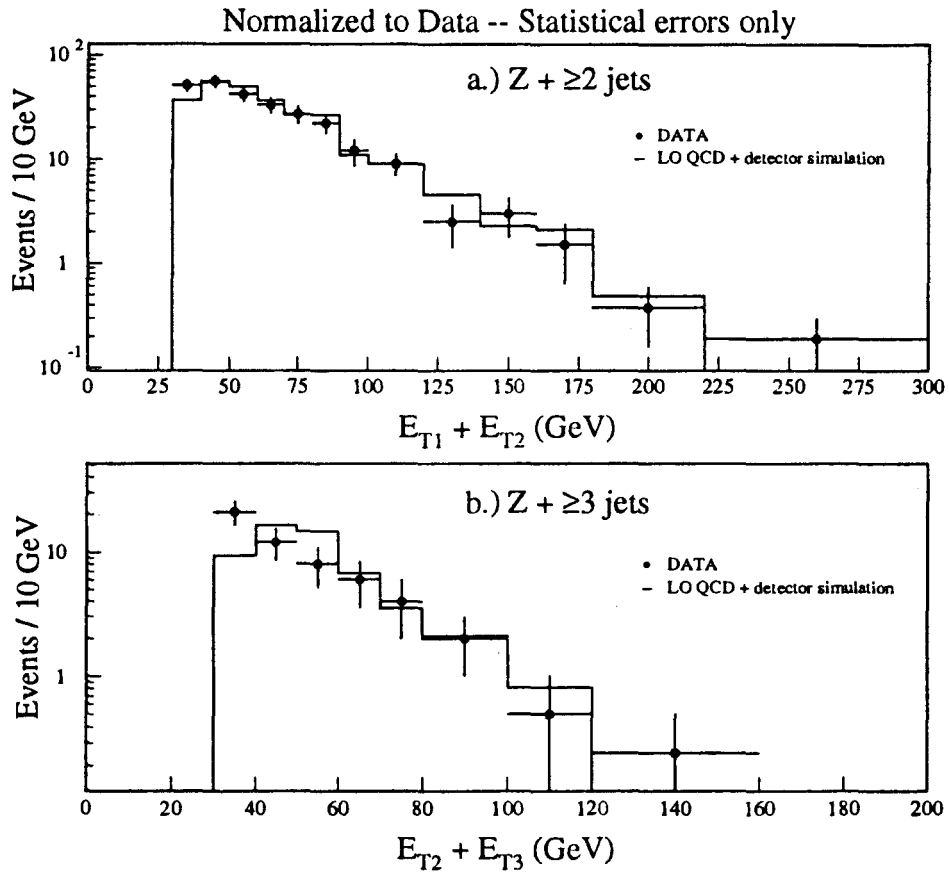 Normalized to Data -- Statistical errors only
a.) Z + ≥2 jets
DATA
LO QCD + detector simulation
Events / 10 GeV
10²
10
1
10⁻¹
0 25 50 75 100 125 150 175 200 225 250 275 300
E_T1 + E_T2 (GeV)
b.) Z + ≥3 jets
DATA
LO QCD + detector simulation
Events / 10 GeV
10
1
0 20 40 60 80 100 120 140 160 180 200
E_T2 + E_T3 (GeV)